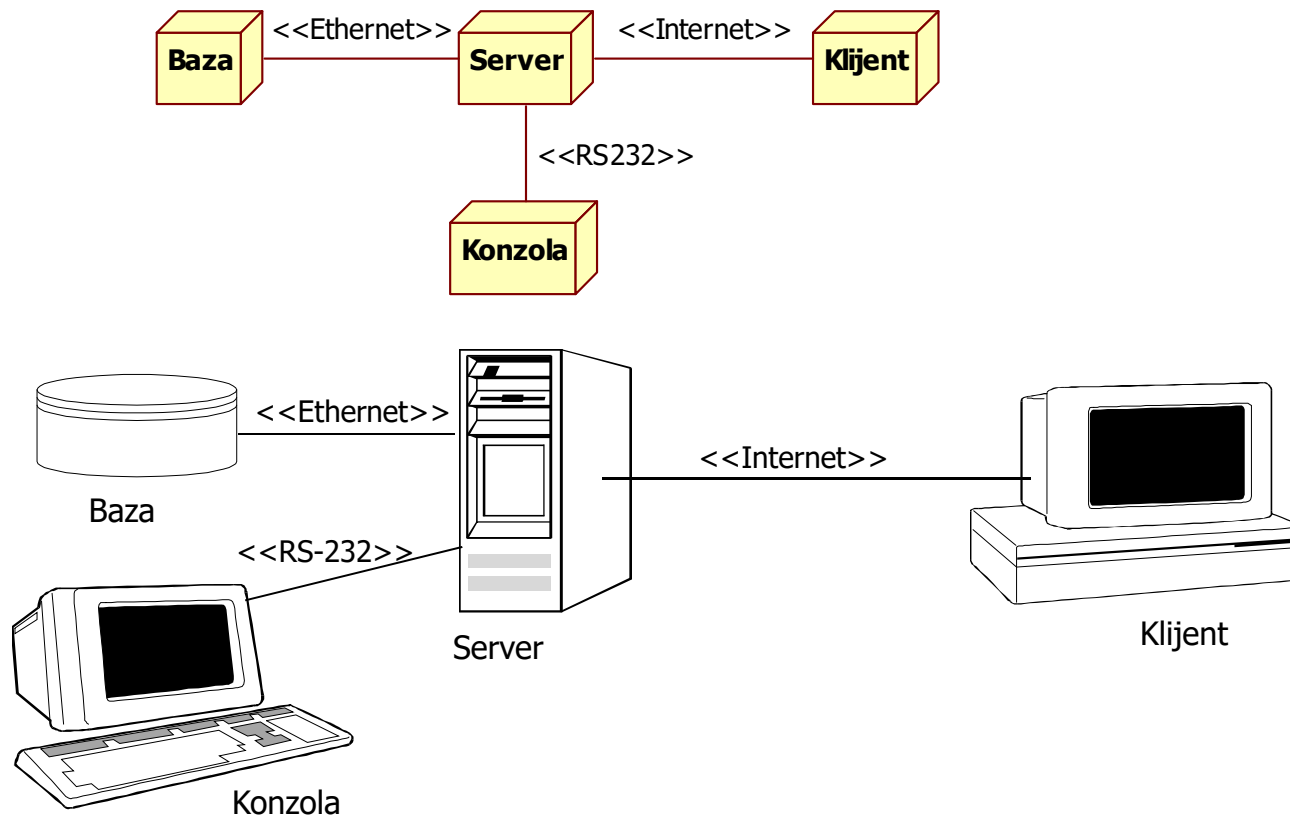 <<Ethernet>>
<<Internet>>
Baza
Server
Klijent
<<RS232>>
Konzola
<<Ethernet>>
<<Internet>>
Baza
<<RS-232>>
Server
Klijent
Konzola